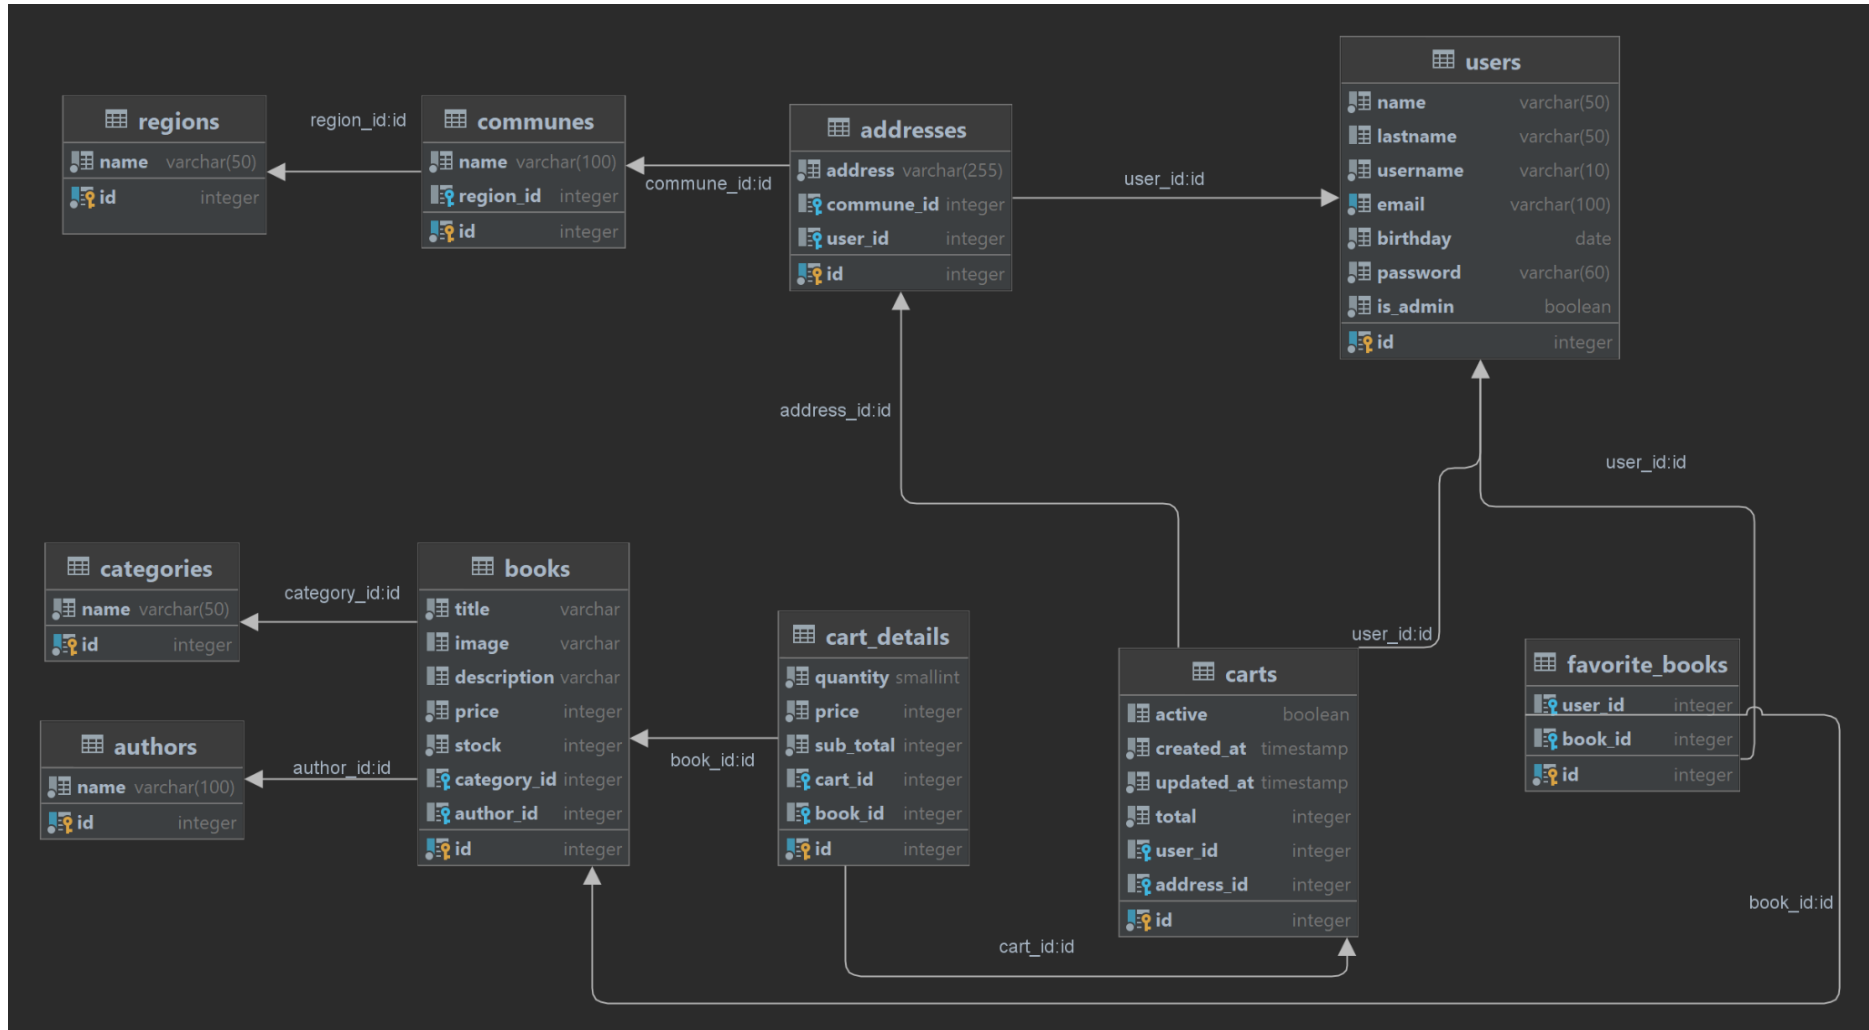 users
name varchar(50)
lastname varchar(50)
username varchar(10)
email varchar(100)
birthday date
password varchar(60)
is_admin boolean
id integer
regions
name varchar(50)
id integer
region_id:id
communes
name varchar(100)
region_id integer
id integer
commune_id:id
addresses
address varchar(255)
commune_id integer
user_id integer
id integer
user_id:id
address_id:id
user_id:id
categories
name varchar(50)
id integer
category_id:id
authors
name varchar(100)
id integer
author_id:id
books
title varchar
image varchar
description varchar
price integer
stock integer
category_id integer
author_id integer
id integer
book_id:id
cart_details
quantity smallint
price integer
sub_total integer
cart_id integer
book_id integer
id integer
cart_id:id
user_id:id
carts
active boolean
created_at timestamp
updated_at timestamp
total integer
user_id integer
address_id integer
id integer
favorite_books
user_id integer
book_id integer
id integer
book_id:id